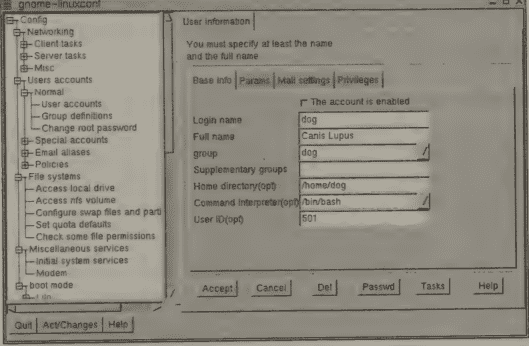 gnome-linuxconf
Config
Networking
Client tasks
Server tasks
Misc
Users accounts
Normal
User accounts
Group definitions
Change root password
Special accounts
Email aliases
Policies
File systems
Access local drive
Access nfs volume
Configure swap files and parti
Set quota defaults
Check some file permissions
Miscellaneous services
Initial system services
Modem
boot mode
Quit Act/Changes Help
User information
You must specify at least the name
and the full name
Base info Params Mail settings Privileges
The account is enabled
Login name dog
Full name Canis Lupus
group dog
Supplementary groups
Home directory(opt) /home/dog
Command interpreter(opt) /bin/bash
User ID(opt) 501
Accept Cancel Del Passwd Tasks Help